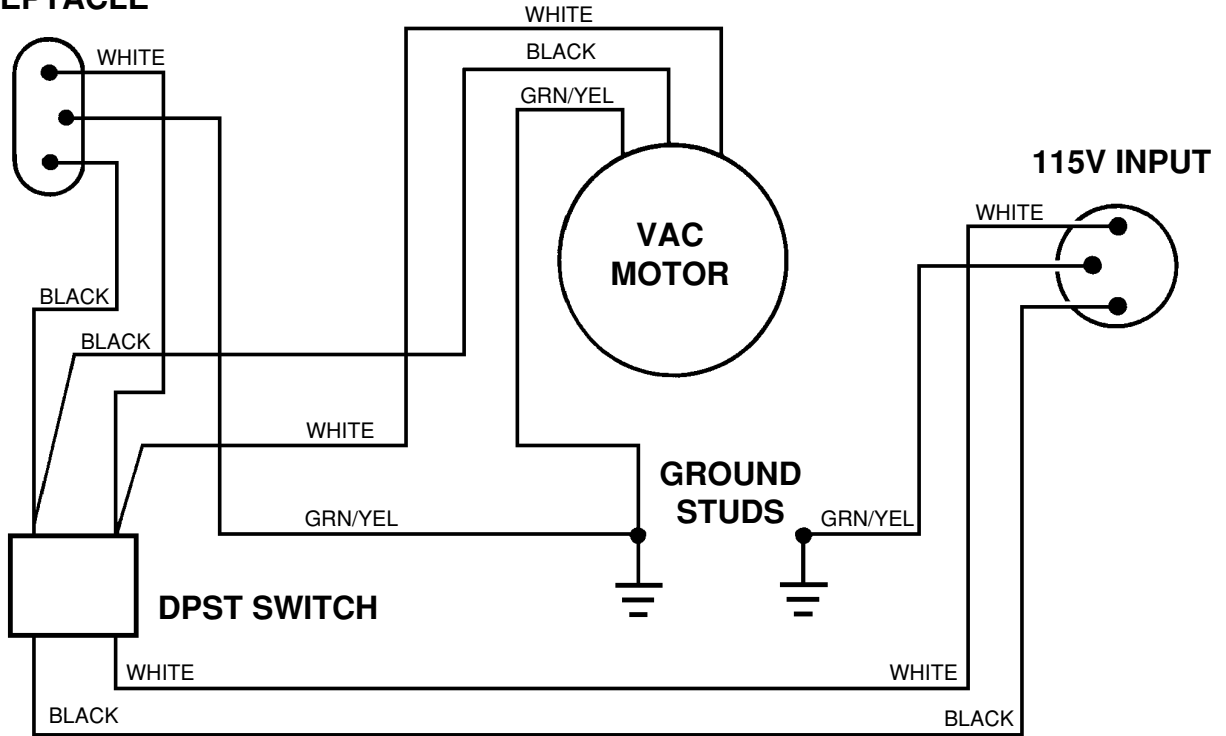 WHITE
WHITE
BLACK
GRN/YEL
115V INPUT
WHITE
VAC
MOTOR
BLACK
BLACK
WHITE
GROUND
STUDS
GRN/YEL
GRN/YEL
DPST SWITCH
WHITE
WHITE
BLACK
BLACK